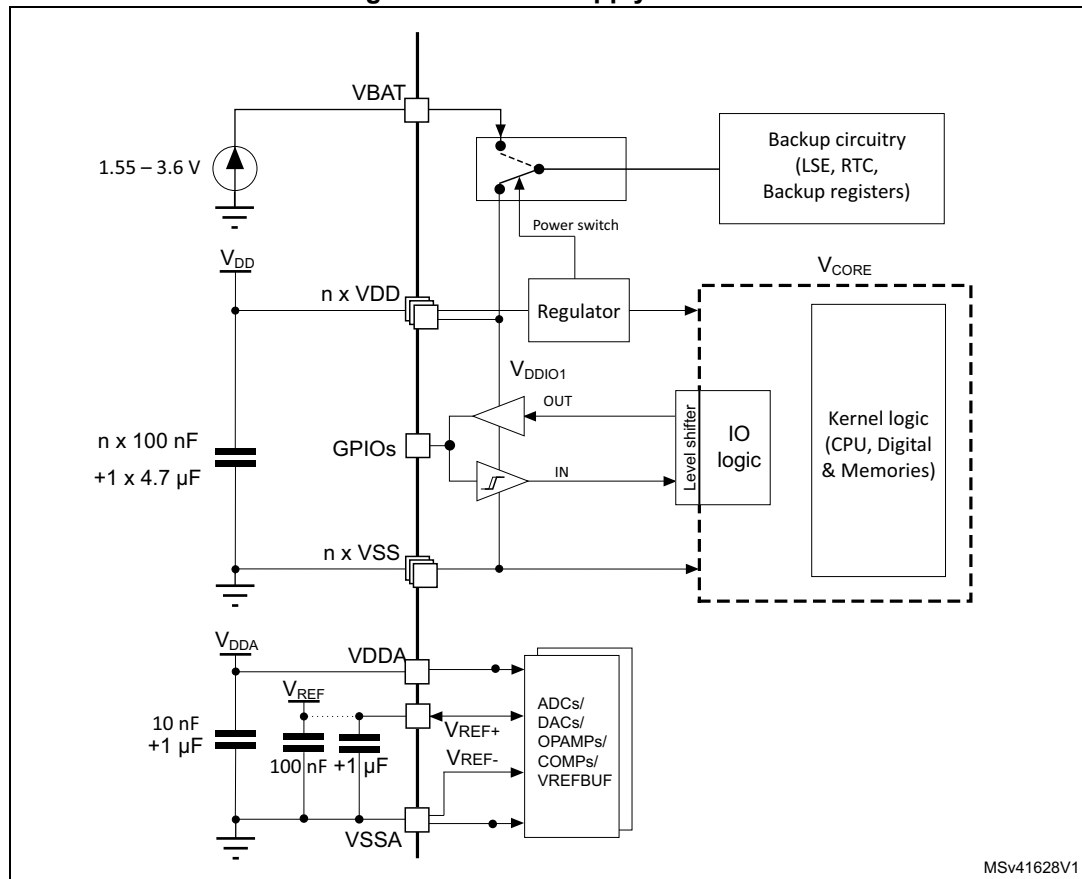 VBAT
1.55 – 3.6 V
Backup circuitry
(LSE, RTC,
Backup registers)
Power switch
VDD
n x VDD
Regulator
VCORE
VDDIO1
OUT
GPIOs
IN
Level shifter
IO
logic
Kernel logic
(CPU, Digital
& Memories)
n x 100 nF
+1 x 4.7 µF
n x VSS
VDDA
VDDA
VREF
10 nF
+1 µF
100 nF
+1 µF
VREF+
VREF-
ADCs/
DACs/
OPAMPs/
COMPs/
VREFBUF
VSSA
MSv41628V1